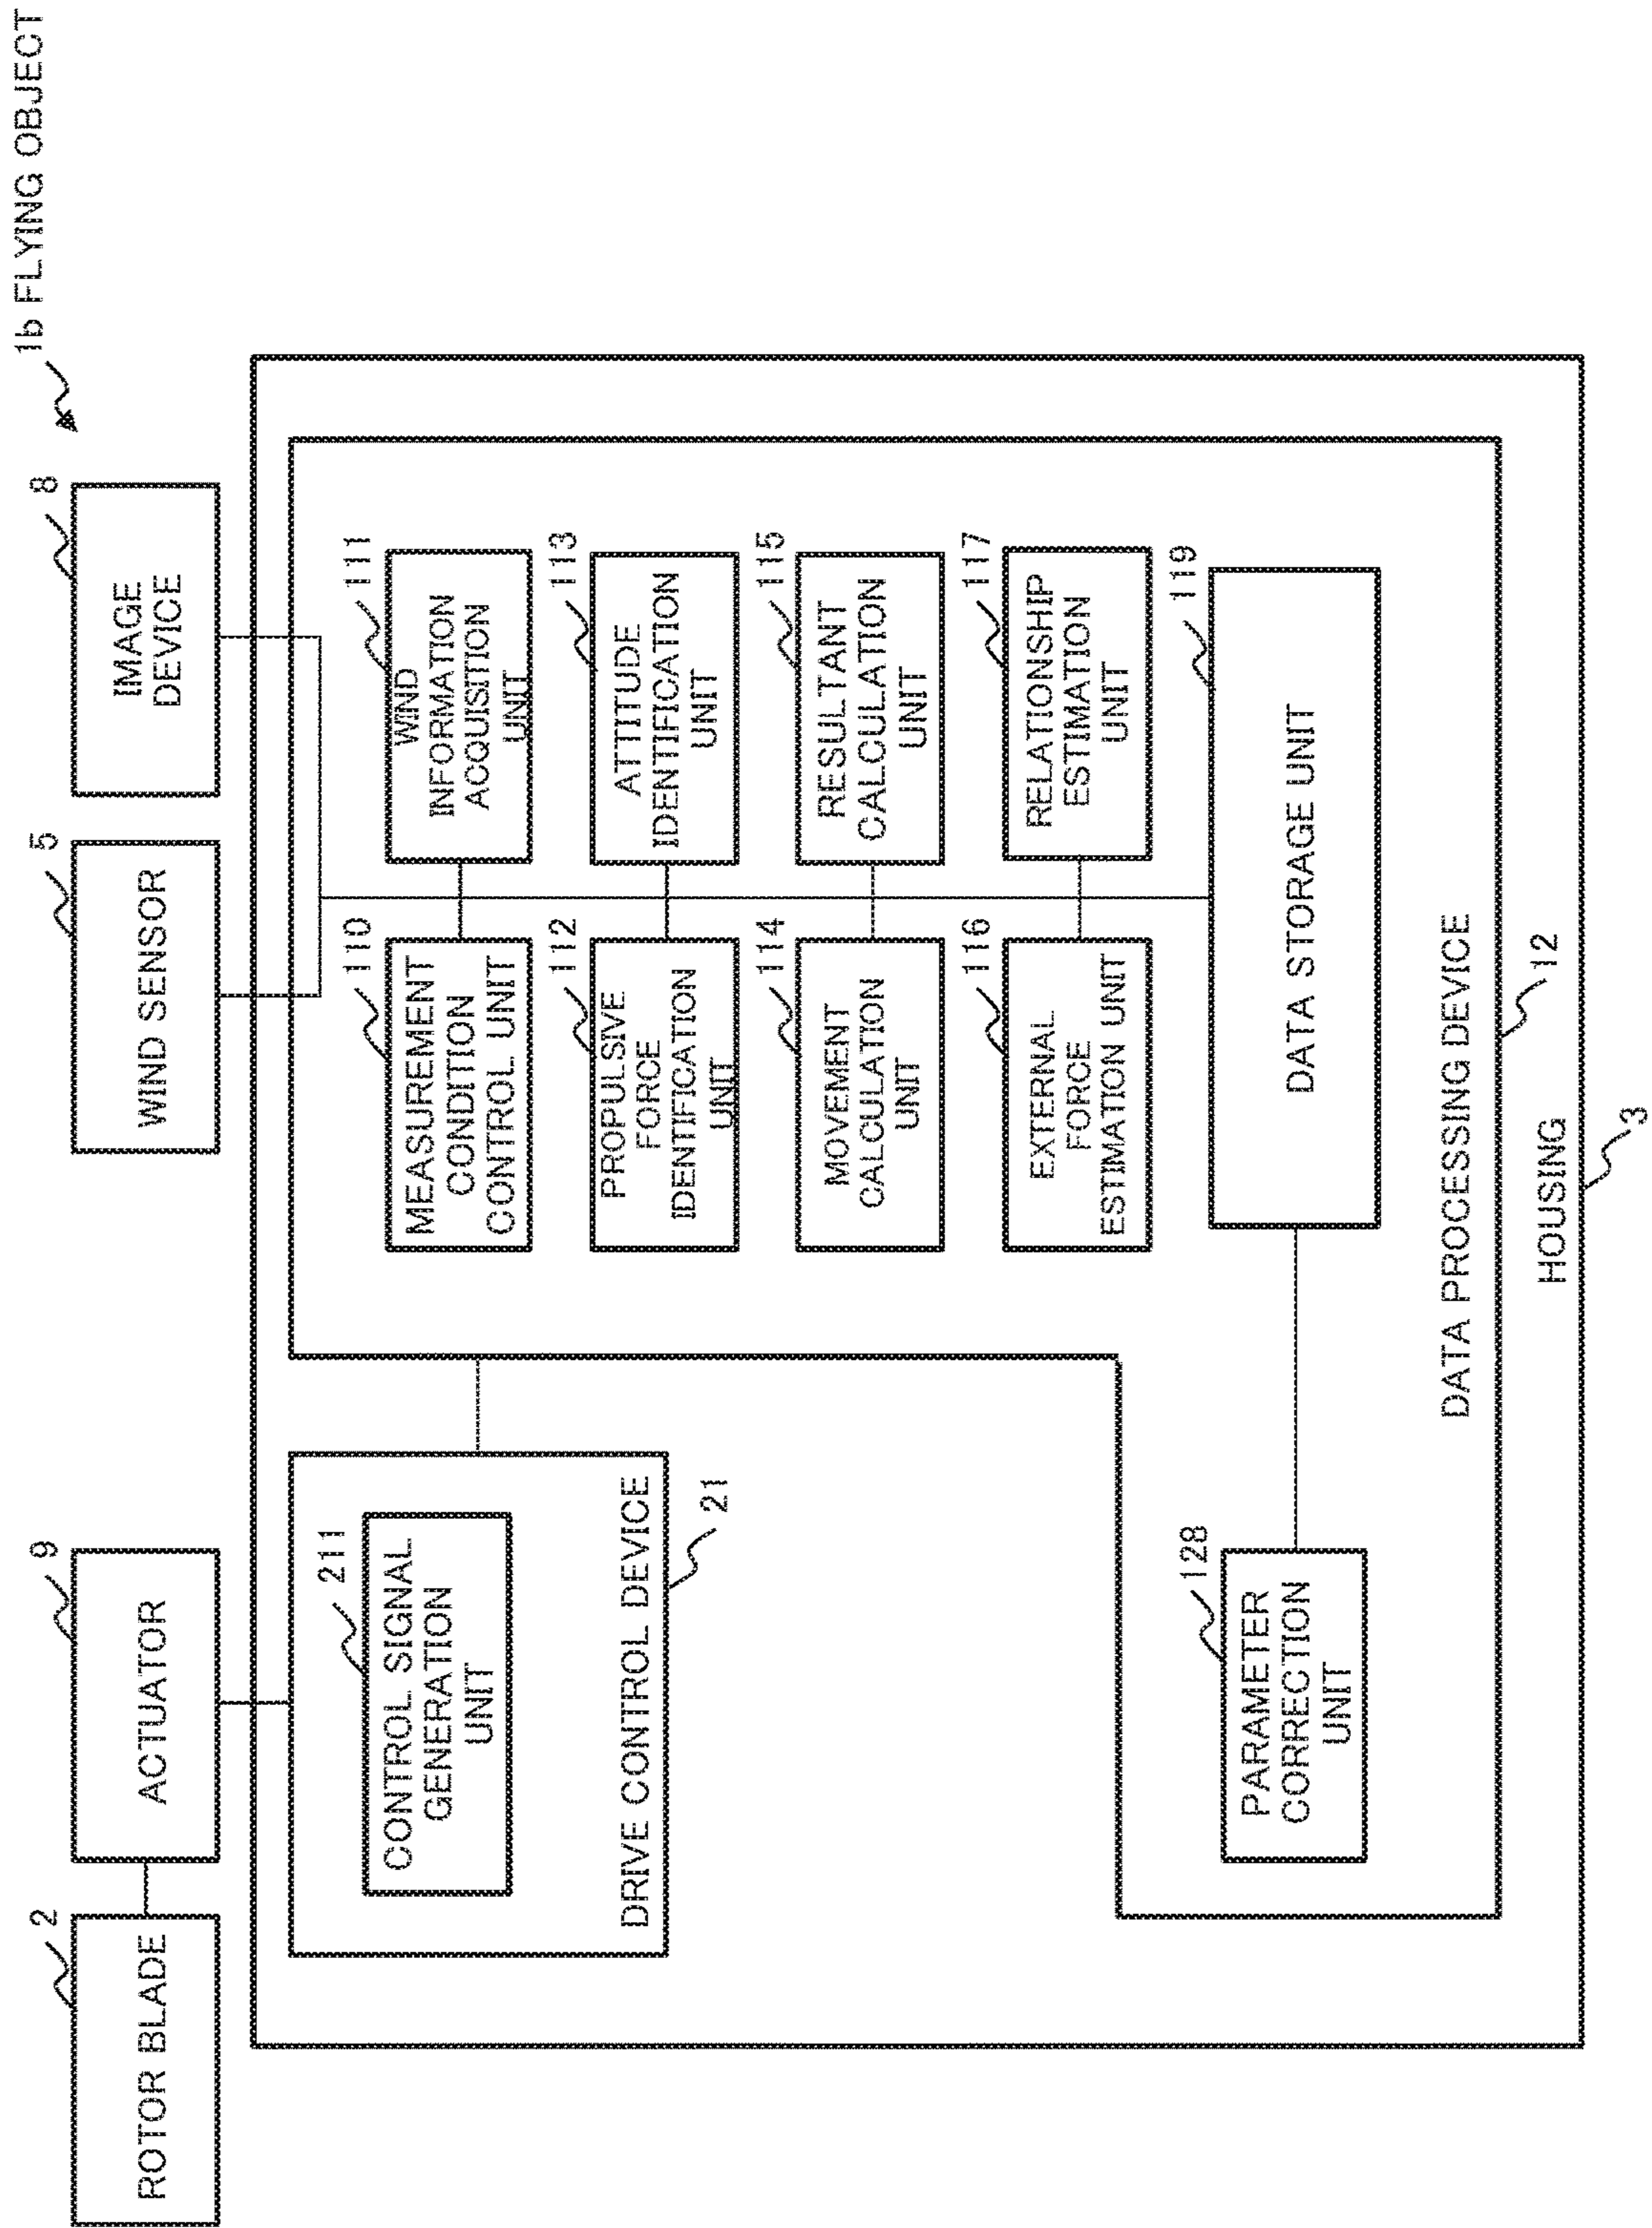 1b FLYING OBJECT
2
ROTOR BLADE
9
ACTUATOR
5
WIND SENSOR
8
IMAGE
DEVICE
211
CONTROL SIGNAL
GENERATION
UNIT
DRIVE CONTROL DEVICE
21
110
MEASUREMENT
CONDITION
CONTROL UNIT
111
WIND
INFORMATION
ACQUISITION
UNIT
112
PROPULSIVE
FORCE
IDENTIFICATION
UNIT
113
ATTITUDE
IDENTIFICATION
UNIT
114
MOVEMENT
CALCULATION
UNIT
115
RESULTANT
CALCULATION
UNIT
116
EXTERNAL
FORCE
ESTIMATION UNIT
117
RELATIONSHIP
ESTIMATION
UNIT
128
PARAMETER
CORRECTION
UNIT
119
DATA STORAGE UNIT
DATA PROCESSING DEVICE
12
HOUSING
3